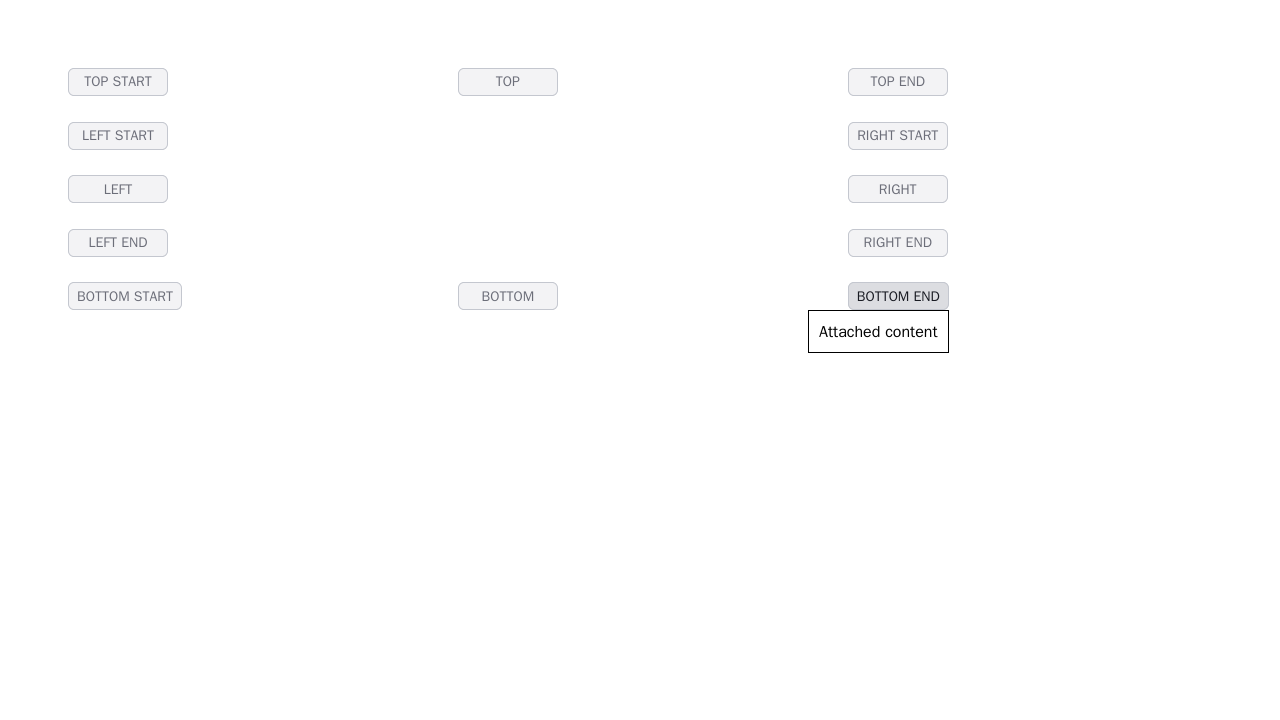 TOP START
TOP
TOP END
LEFT START
RIGHT START
LEFT
RIGHT
LEFT END
RIGHT END
BOTTOM START
BOTTOM
BOTTOM END
Attached content